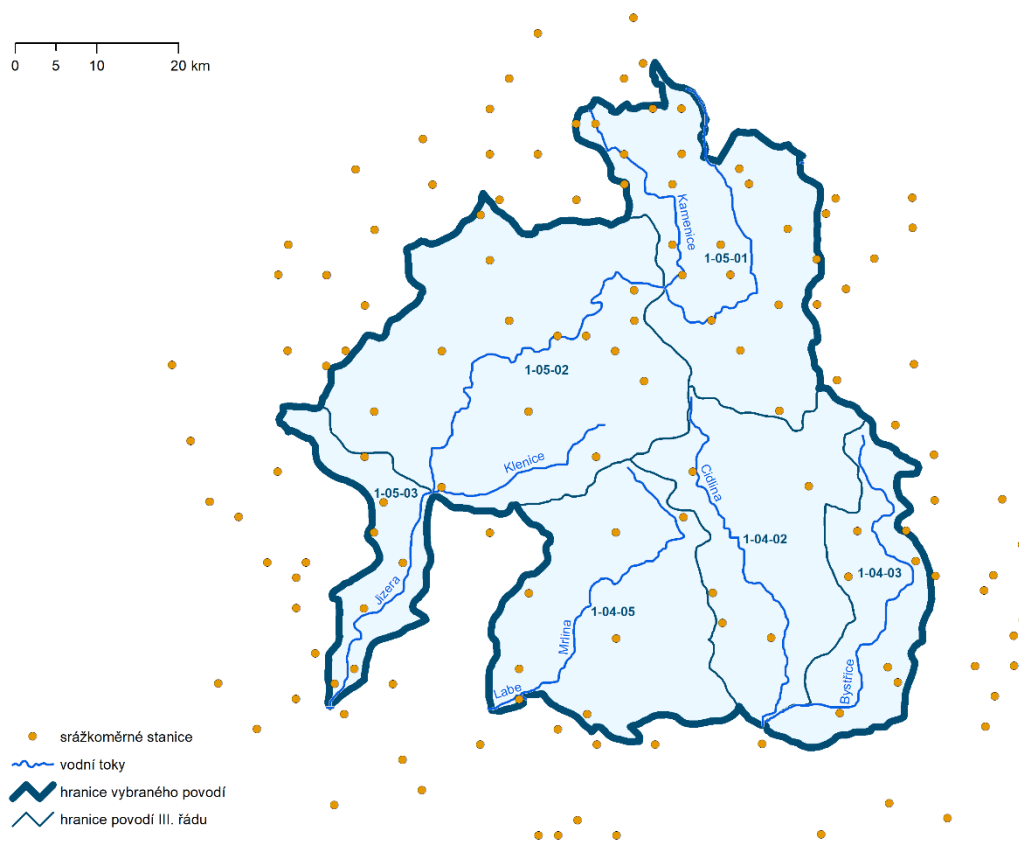 0 5 10 20 km
Kamenice
1-05-01
1-05-02
Klenice
Cidlina
1-05-03
1-04-02
1-04-03
Jizera
1-04-05
Mrlina
Bystřice
Labe
srážkoměrné stanice
vodní toky
hranice vybraného povodí
hranice povodí III. řádu